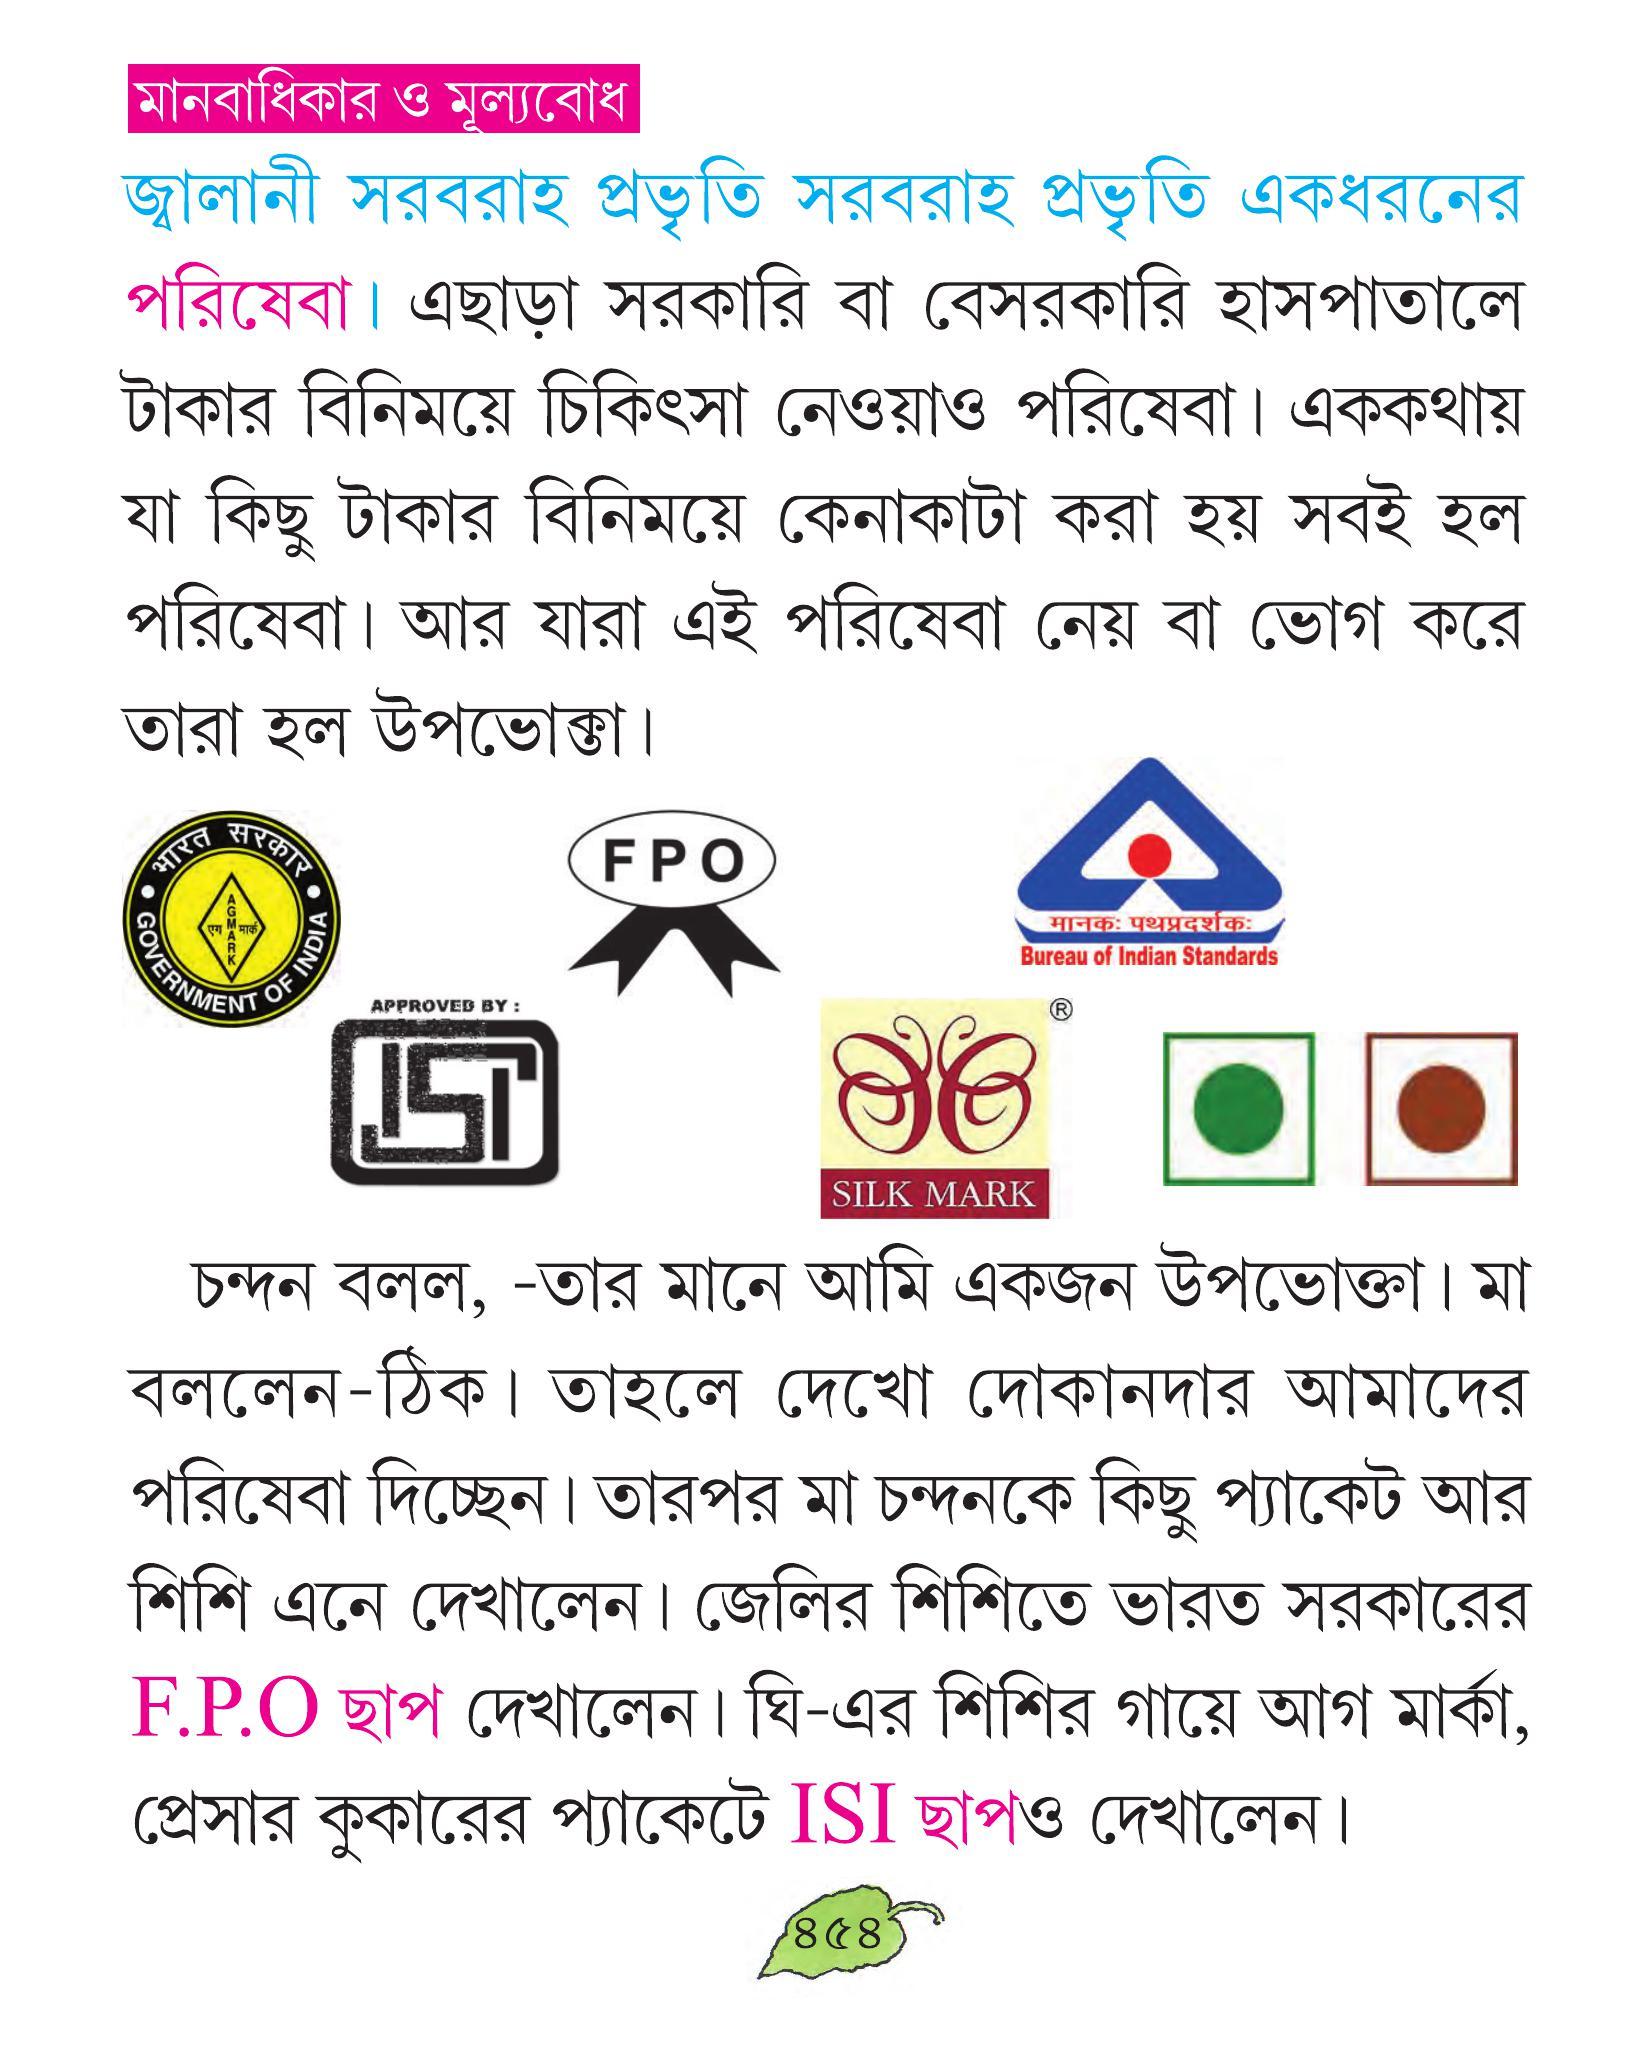 মানবাধিকার ও মূল্যবোধ
জ্বালানী সরবরাহ প্রভৃতি সরবরাহ প্রভৃতি একধরনের
পরিষেবা। এছাড়া সরকারি বা বেসরকারি হাসপাতালে
টাকার বিনিময়ে চিকিৎসা নেওয়াও পরিষেবা। এককথায়
যা কিছু টাকার বিনিময়ে কেনাকাটা করা হয় সবই হল
পরিষেবা। আর যারা এই পরিষেবা নেয় বা ভোগ করে
তারা হল উপভোক্তা।
भारत सरकार
AGMARK
एग मार्क
GOVERNMENT OF INDIA
FPO
मानकः पथप्रदर्शकः
Bureau of Indian Standards
APPROVED BY :
ISI
®
SILK MARK
চন্দন বলল, -তার মানে আমি একজন উপভোক্তা। মা
বললেন-ঠিক। তাহলে দেখো দোকানদার আমাদের
পরিষেবা দিচ্ছেন। তারপর মা চন্দনকে কিছু প্যাকেট আর
শিশি এনে দেখালেন। জেলির শিশিতে ভারত সরকারের
F.P.O ছাপ দেখালেন। ঘি-এর শিশির গায়ে আগ মার্কা,
প্রেসার কুকারের প্যাকেটে ISI ছাপও দেখালেন।
৪৫৪